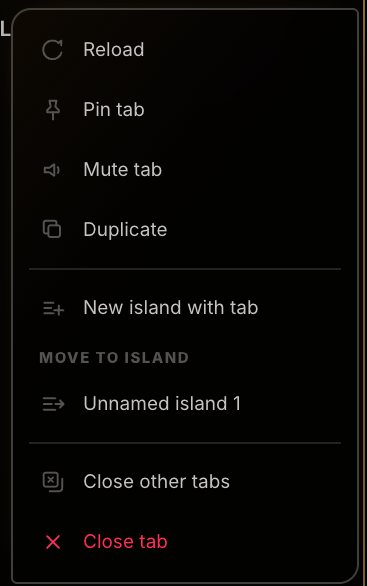 L
Reload
Pin tab
Mute tab
Duplicate
New island with tab
MOVE TO ISLAND
Unnamed island 1
Close other tabs
Close tab